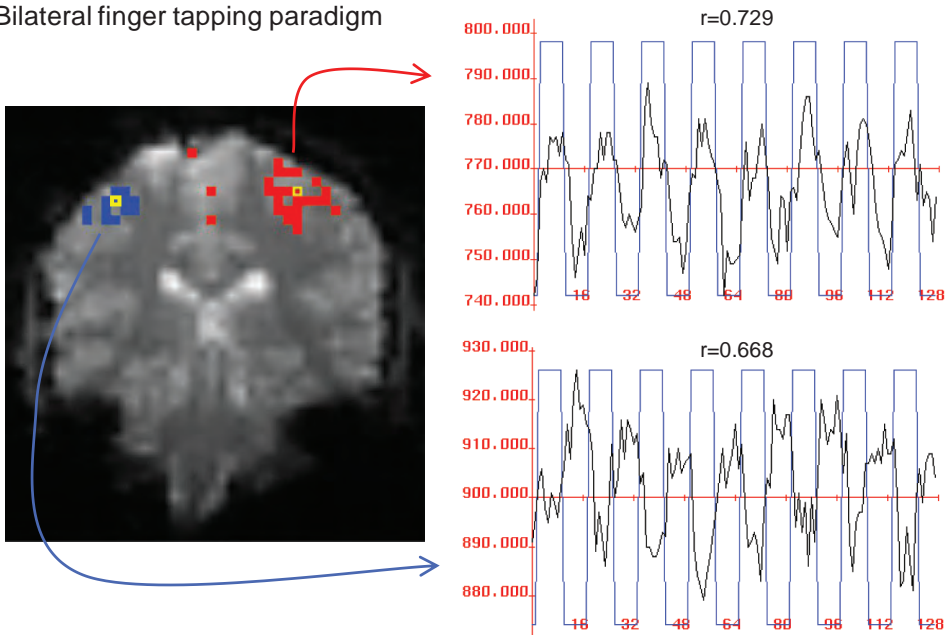 Bilateral finger tapping paradigm
r=0.729
800.000
790.000
780.000
770.000
760.000
750.000
740.000
16 32 48 64 80 96 112 128
r=0.668
930.000
920.000
910.000
900.000
890.000
880.000
16 32 48 64 80 96 112 128